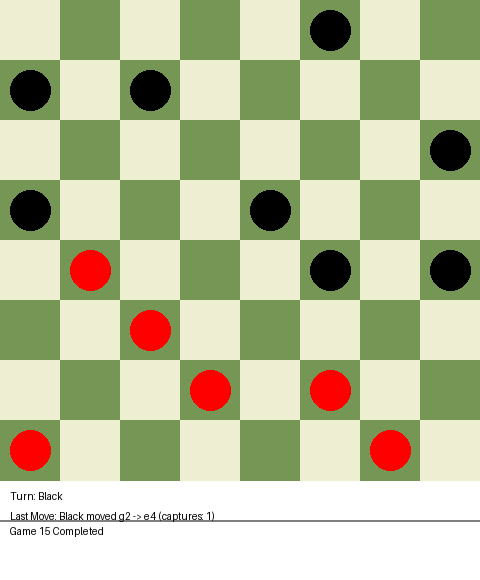 Turn: Black
Last Move: Black moved g2 -> e4 (captures: 1)
Game 15 Completed